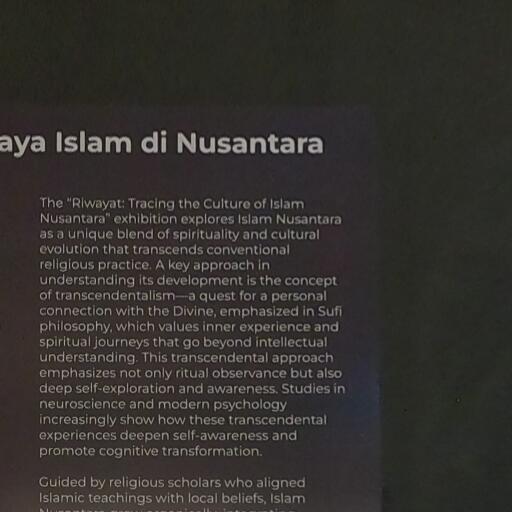 aya Islam di Nusantara
The "Riwayat: Tracing the Culture of Islam
Nusantara" exhibition explores Islam Nusantara
as a unique blend of spirituality and cultural
evolution that transcends conventional
religious practice. A key approach in
understanding its development is the concept
of transcendentalism—a quest for a personal
connection with the Divine, emphasized in Sufi
philosophy, which values inner experience and
spiritual journeys that go beyond intellectual
understanding. This transcendental approach
emphasizes not only ritual observance but also
deep self-exploration and awareness. Studies in
neuroscience and modern psychology
increasingly show how these transcendental
experiences deepen self-awareness and
promote cognitive transformation.
Guided by religious scholars who aligned
Islamic teachings with local beliefs, Islam